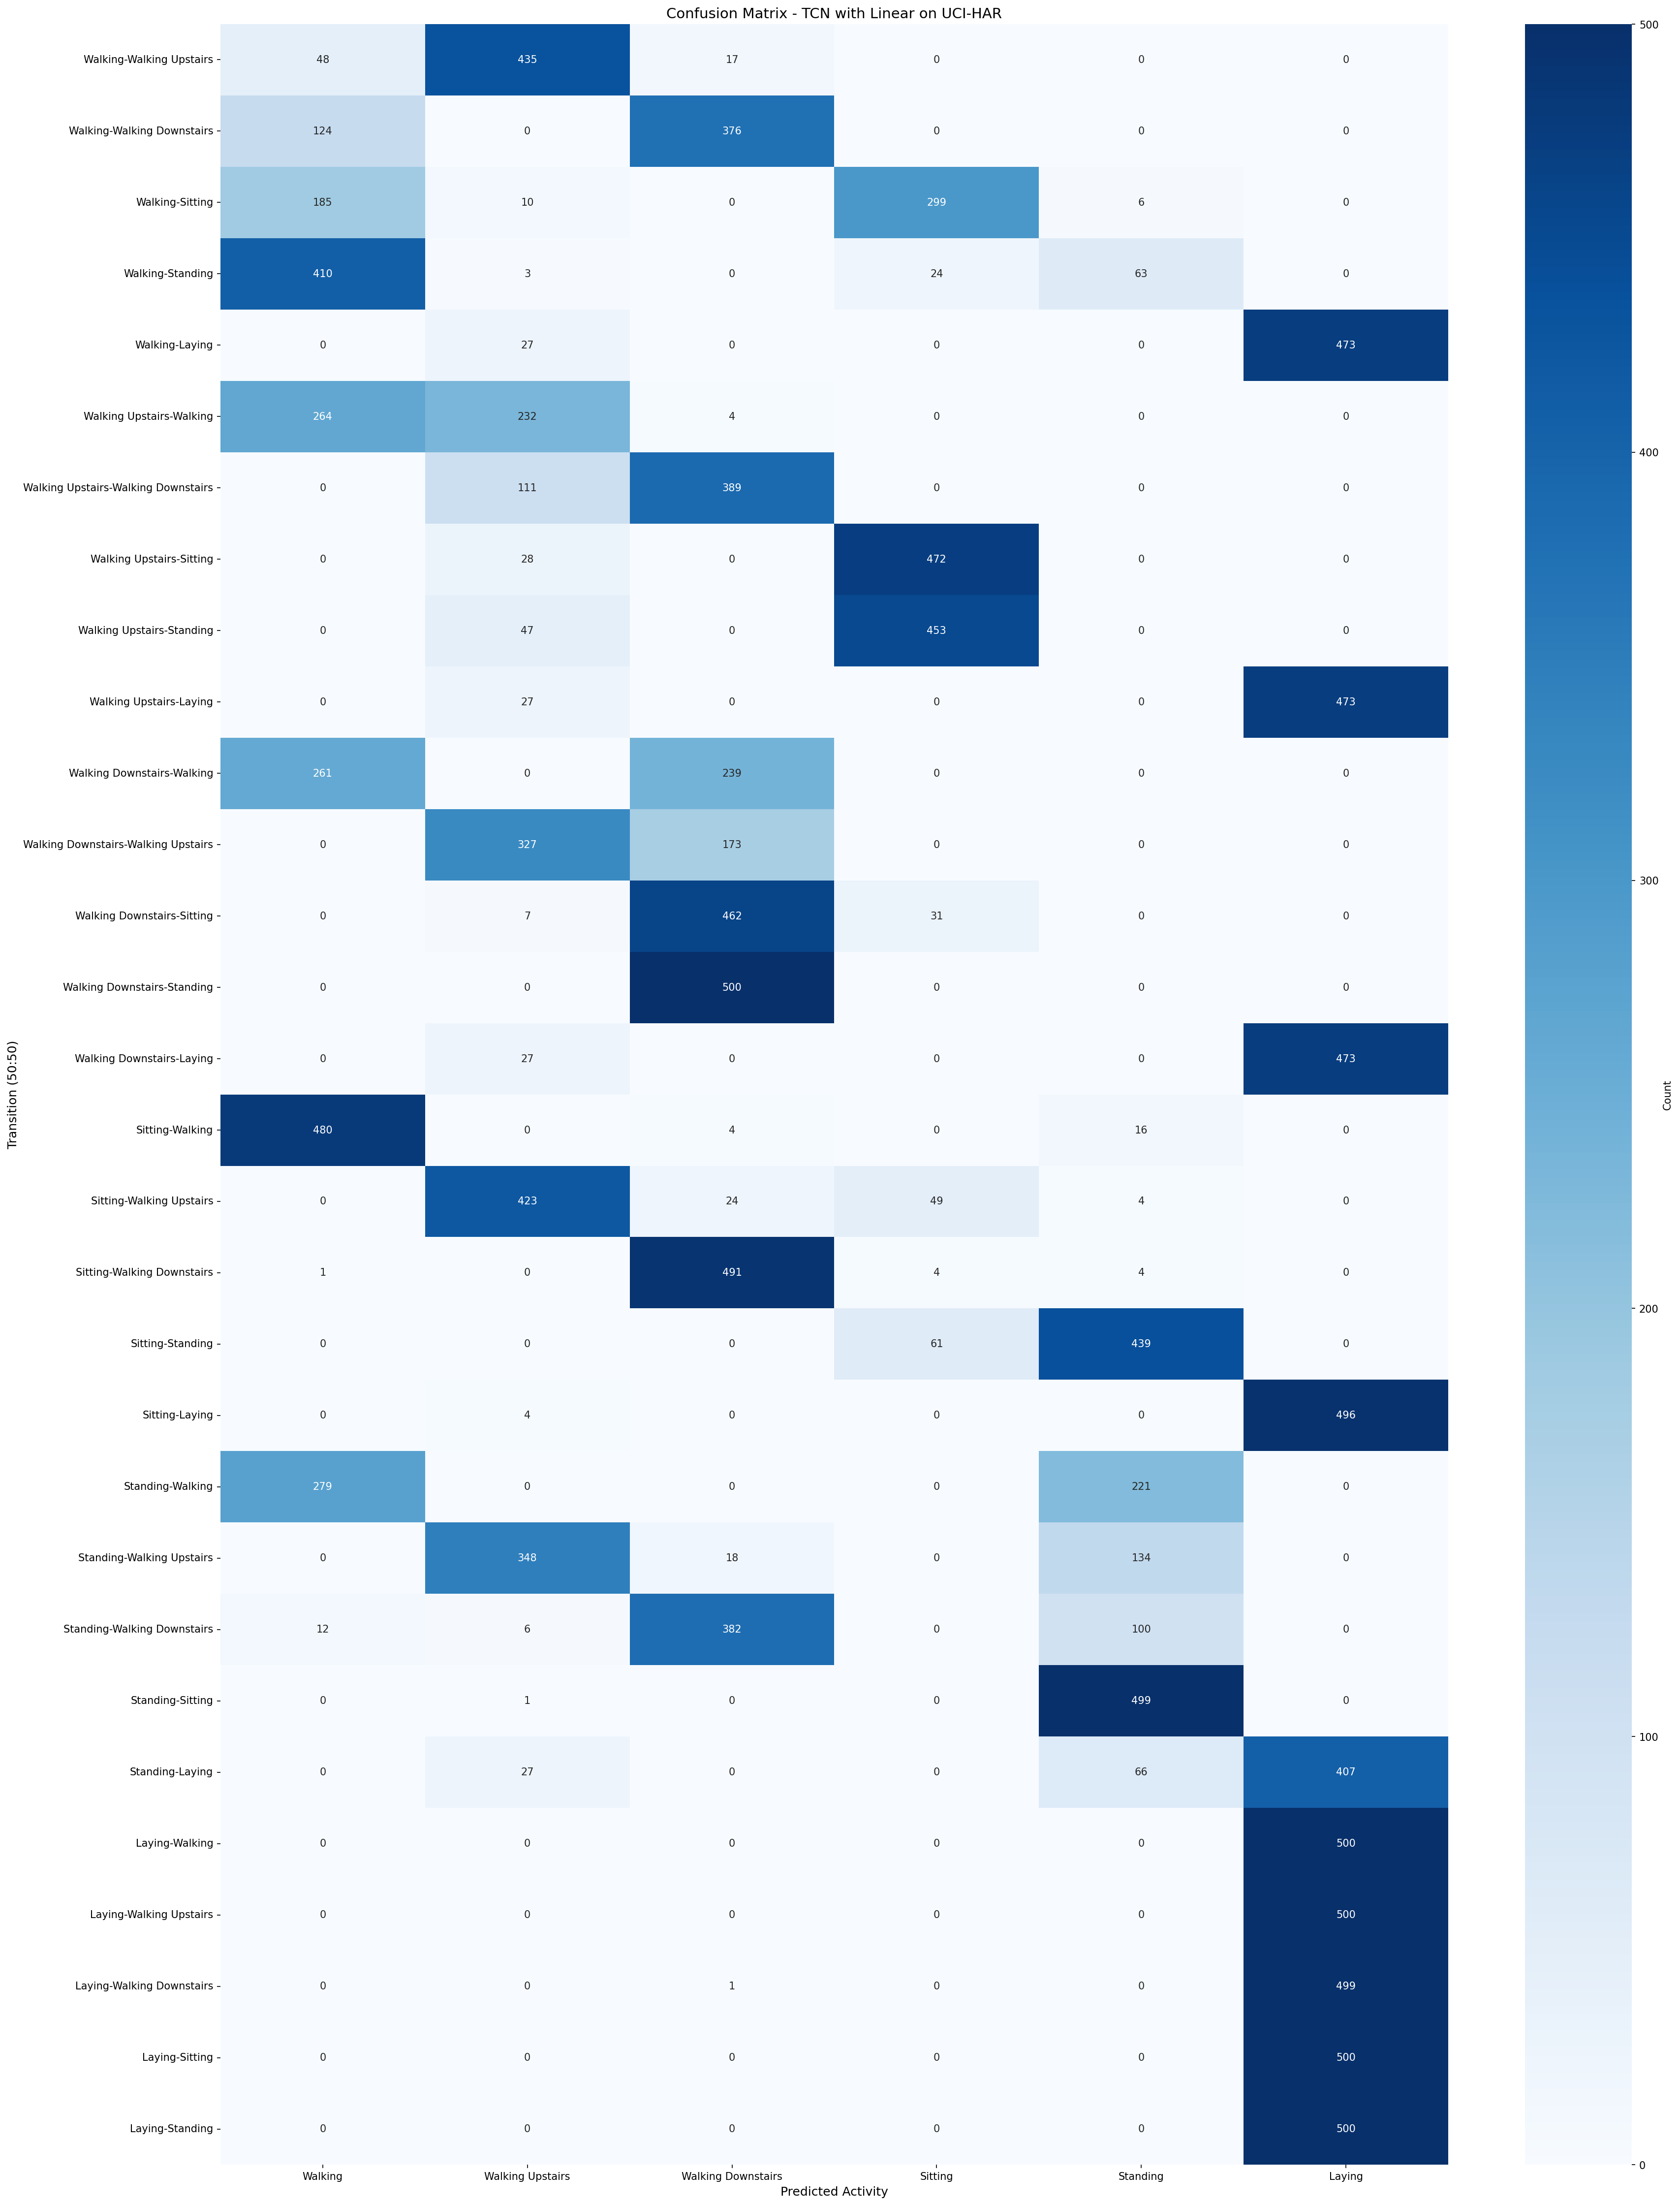 Confusion Matrix - TCN with Linear on UCI-HAR
Walking-Walking Upstairs 48 435 17 0 0 0
Walking-Walking Downstairs 124 0 376 0 0 0
Walking-Sitting 185 10 0 299 6 0
Walking-Standing 410 3 0 24 63 0
Walking-Laying 0 27 0 0 0 473
Walking Upstairs-Walking 264 232 4 0 0 0
Walking Upstairs-Walking Downstairs 0 111 389 0 0 0
Walking Upstairs-Sitting 0 28 0 472 0 0
Walking Upstairs-Standing 0 47 0 453 0 0
Walking Upstairs-Laying 0 27 0 0 0 473
Walking Downstairs-Walking 261 0 239 0 0 0
Walking Downstairs-Walking Upstairs 0 327 173 0 0 0
Walking Downstairs-Sitting 0 7 462 31 0 0
Walking Downstairs-Standing 0 0 500 0 0 0
Walking Downstairs-Laying 0 27 0 0 0 473
Sitting-Walking 480 0 4 0 16 0
Sitting-Walking Upstairs 0 423 24 49 4 0
Sitting-Walking Downstairs 1 0 491 4 4 0
Sitting-Standing 0 0 0 61 439 0
Sitting-Laying 0 4 0 0 0 496
Standing-Walking 279 0 0 0 221 0
Standing-Walking Upstairs 0 348 18 0 134 0
Standing-Walking Downstairs 12 6 382 0 100 0
Standing-Sitting 0 1 0 0 499 0
Standing-Laying 0 27 0 0 66 407
Laying-Walking 0 0 0 0 0 500
Laying-Walking Upstairs 0 0 0 0 0 500
Laying-Walking Downstairs 0 0 1 0 0 499
Laying-Sitting 0 0 0 0 0 500
Laying-Standing 0 0 0 0 0 500
Walking Walking Upstairs Walking Downstairs Sitting Standing Laying
Predicted Activity
Transition (50:50)
500
400
300
200
100
0
Count